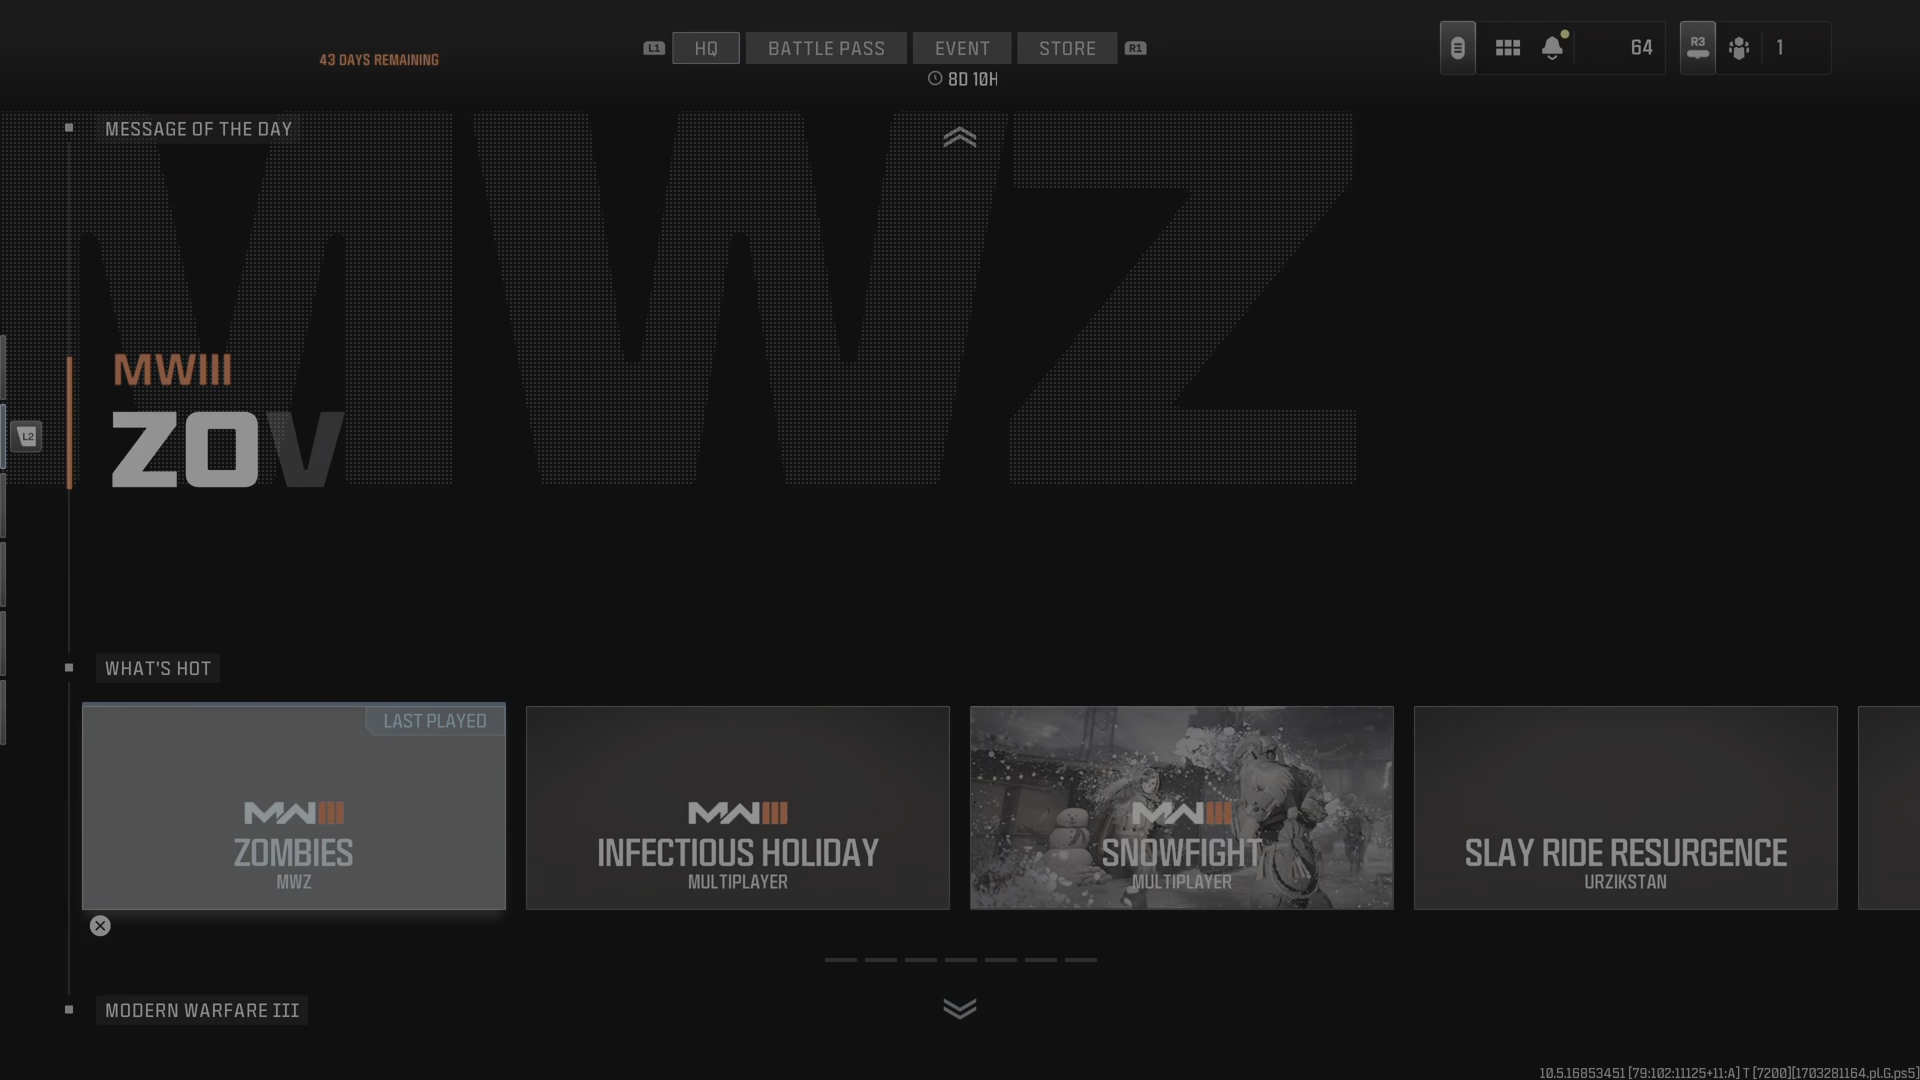 43 DAYS REMAINING
L1 HQ BATTLE PASS EVENT STORE R1
8D 10H
64
R3 1
MESSAGE OF THE DAY
MWZ
MWIII
ZOV
L2
WHAT'S HOT
LAST PLAYED
MWIII
ZOMBIES
MWZ
MWIII
INFECTIOUS HOLIDAY
MULTIPLAYER
MWIII
SNOWFIGHT
MULTIPLAYER
SLAY RIDE RESURGENCE
URZIKSTAN
MODERN WARFARE III
10.5.16853451 [79:102:11125+11:A] T [7200][1703281164.pl.G.ps5]